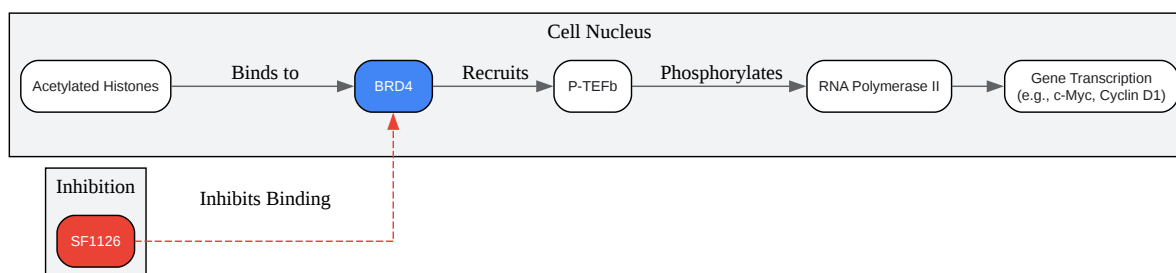 Cell Nucleus
Acetylated Histones
Binds to
BRD4
Recruits
P-TEFb
Phosphorylates
RNA Polymerase II
Gene Transcription
(e.g., c-Myc, Cyclin D1)
Inhibition
SF1126
Inhibits Binding